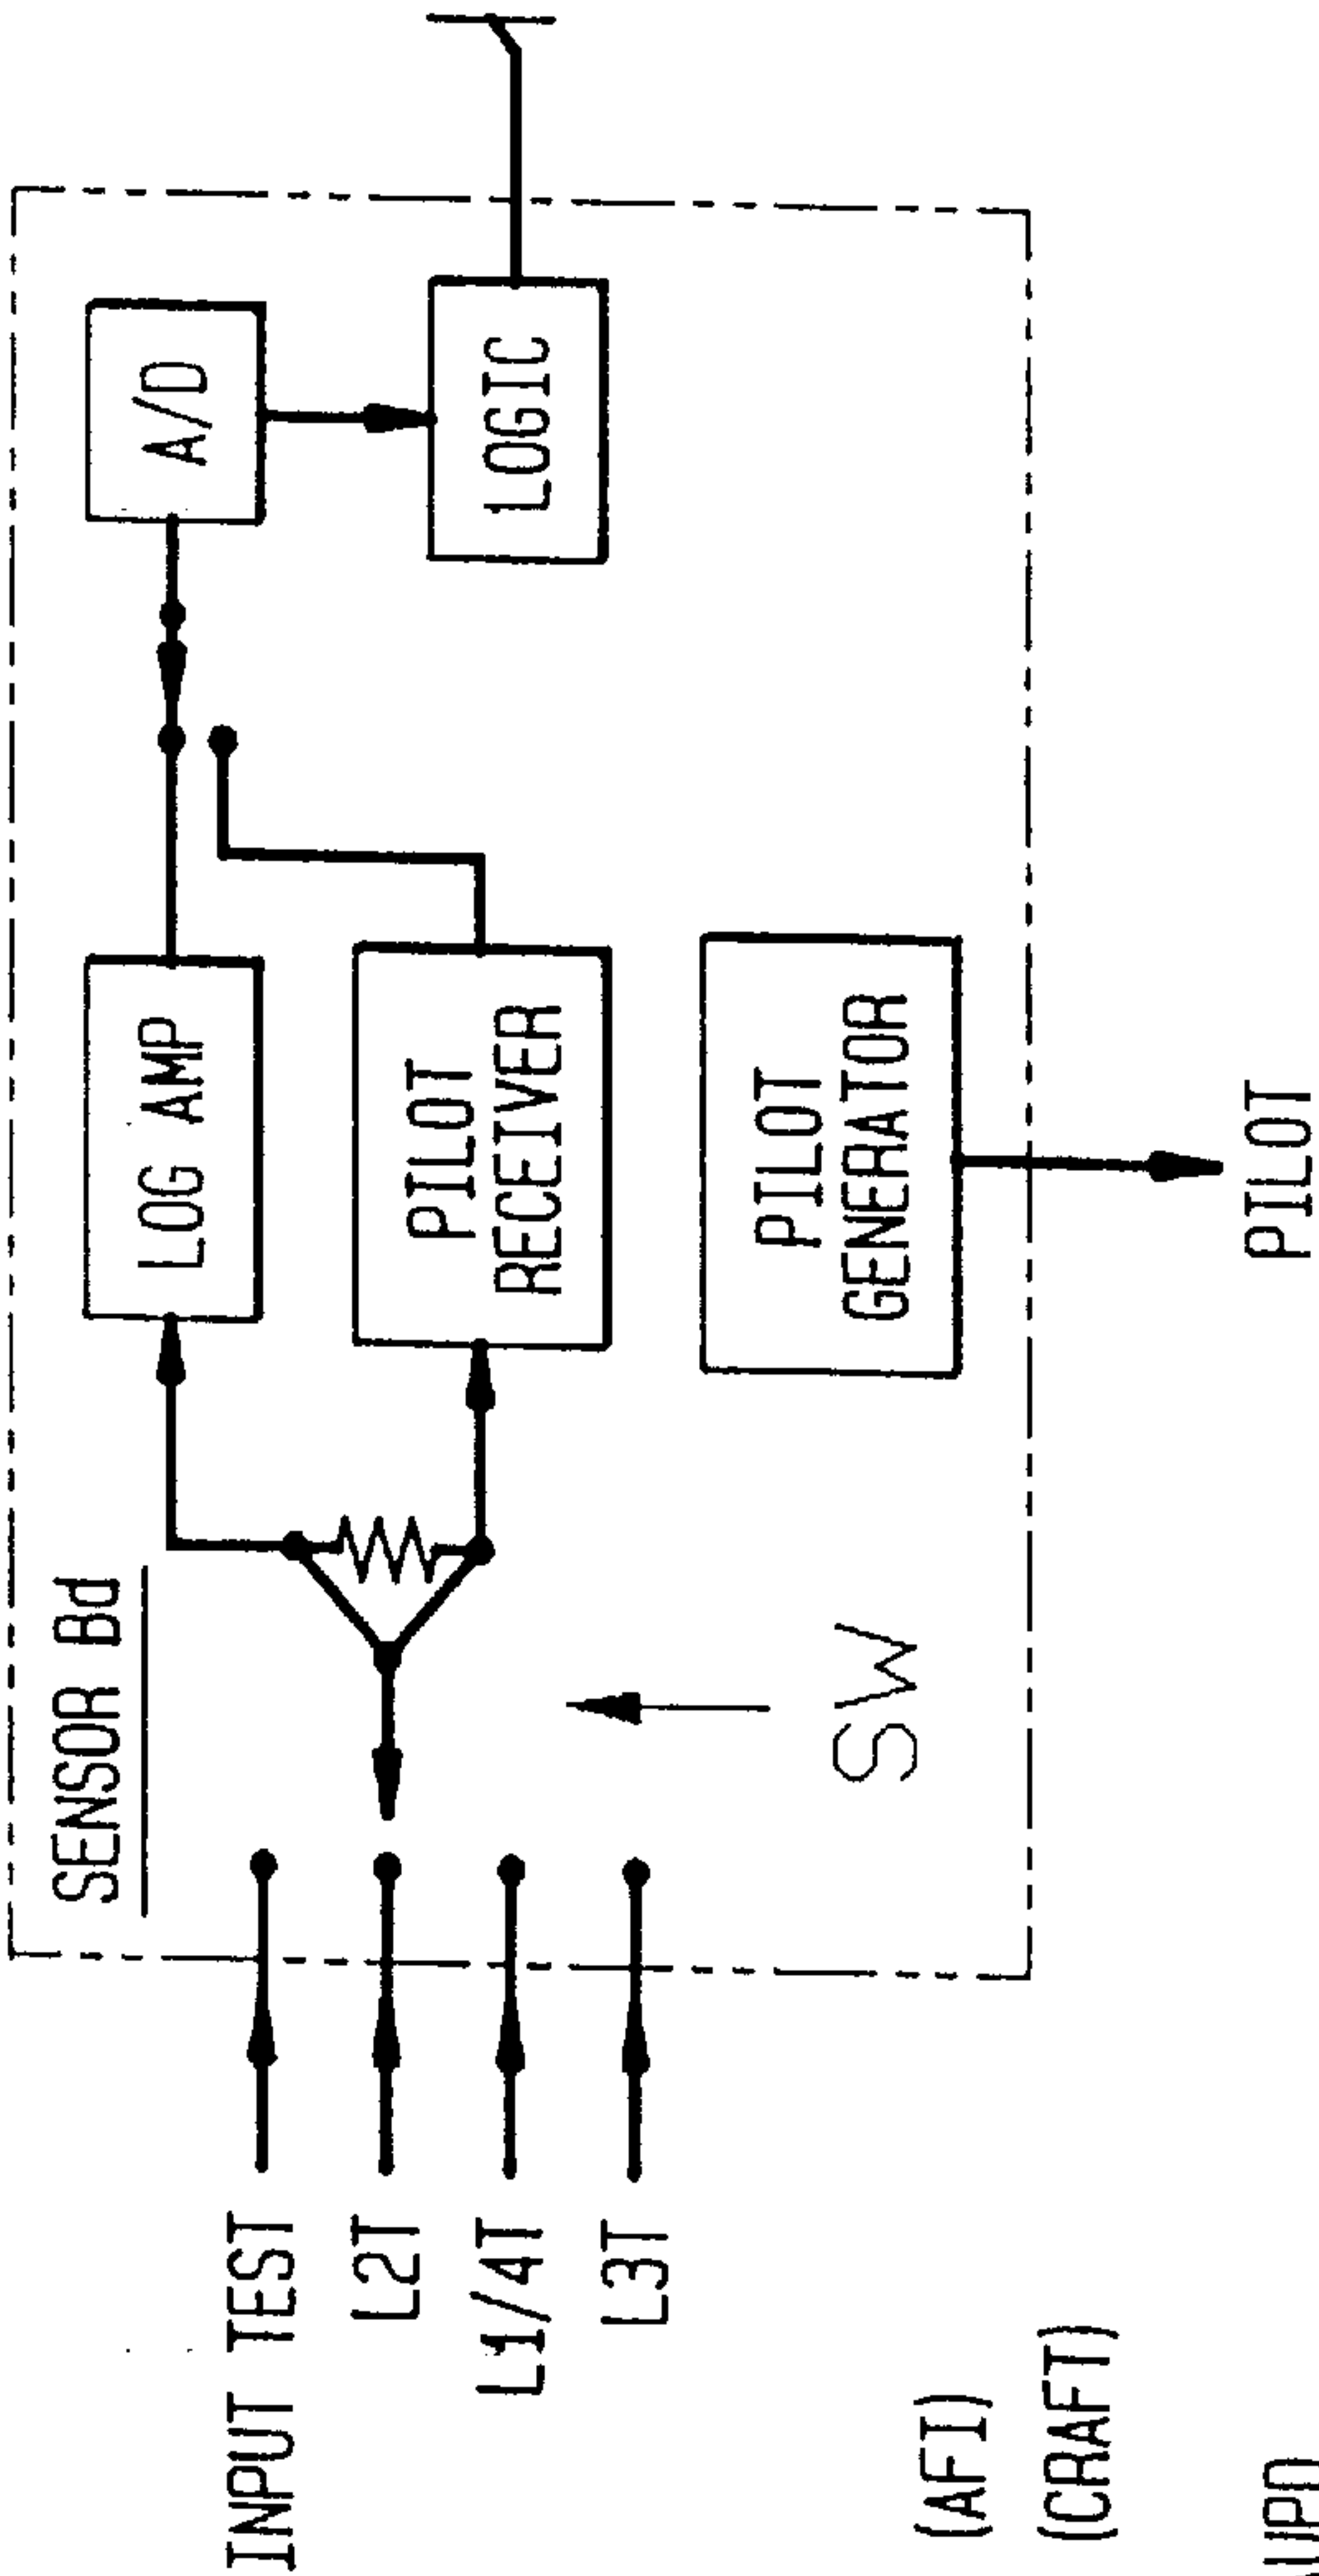 SENSOR Bd
INPUT TEST
L2T
L1/4T
L3T
LOG AMP
A/D
PILOT
RECEIVER
LOGIC
PILOT
GENERATOR
SW
(AFI)
(CRAFT)
PILOT